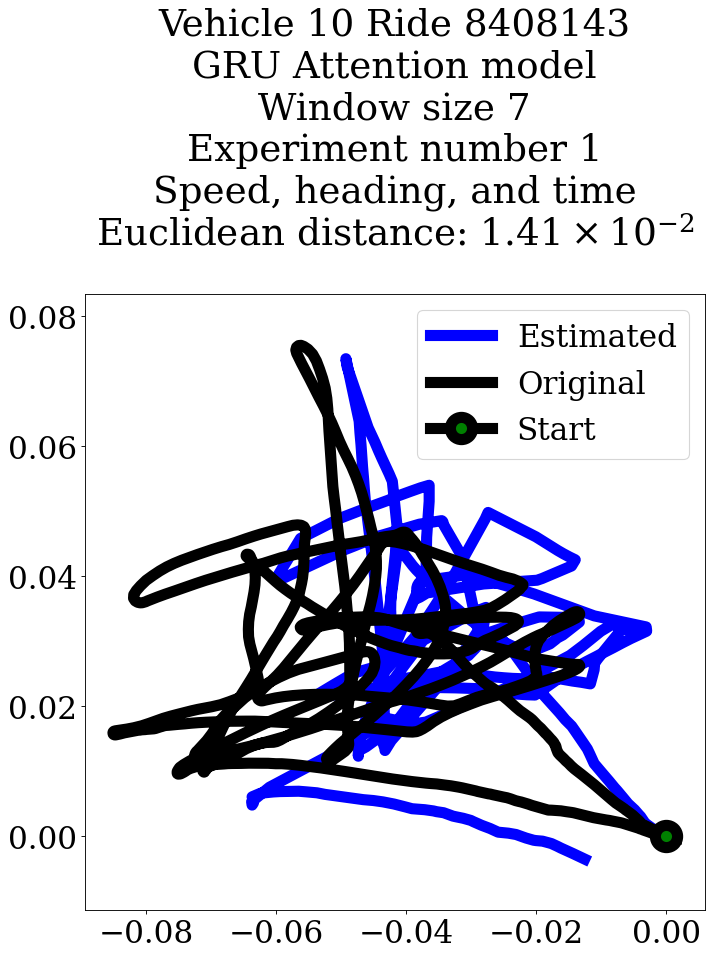 Vehicle 10 Ride 8408143
GRU Attention model
Window size 7
Experiment number 1
Speed, heading, and time
Euclidean distance: 1.41 × 10⁻²
Estimated
Original
Start
0.08
0.06
0.04
0.02
0.00
−0.08 −0.06 −0.04 −0.02 0.00